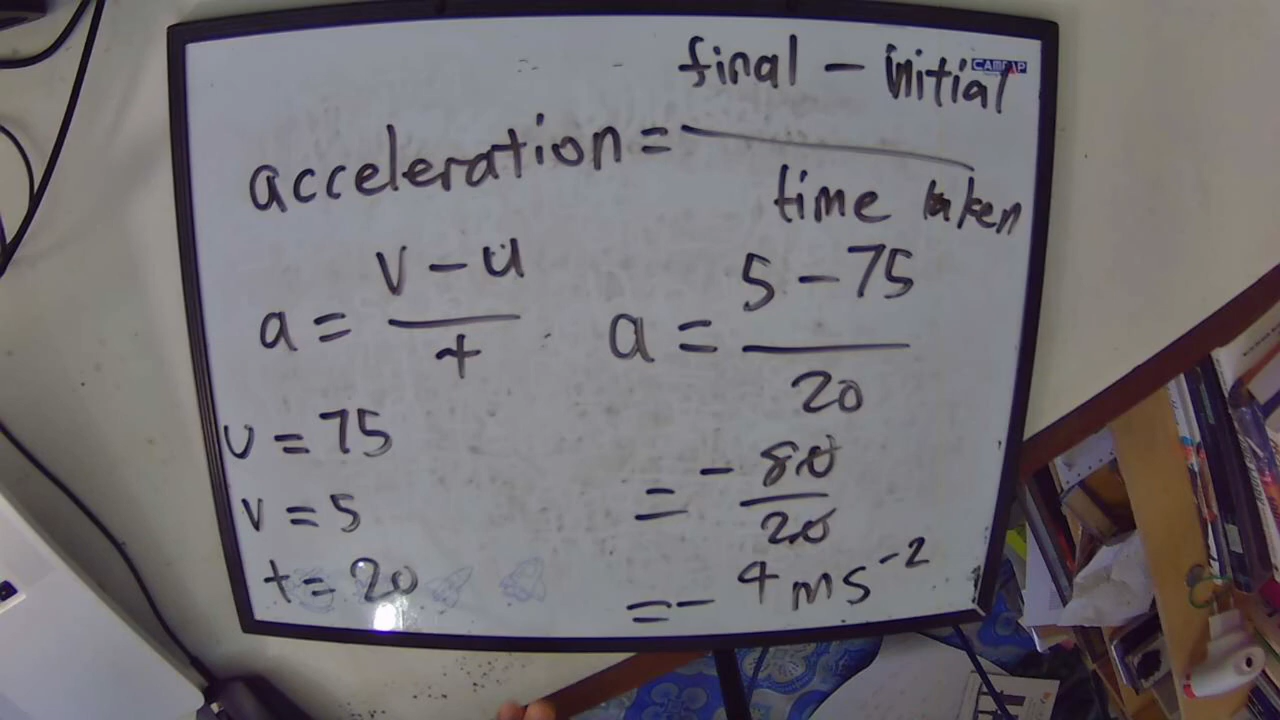 final - initial
acceleration = ―――
time taken
a = v - u / t
a = 5 - 75 / 20
u = 75
v = 5
t = 20
= - 80 / 20
= - 4 ms⁻²